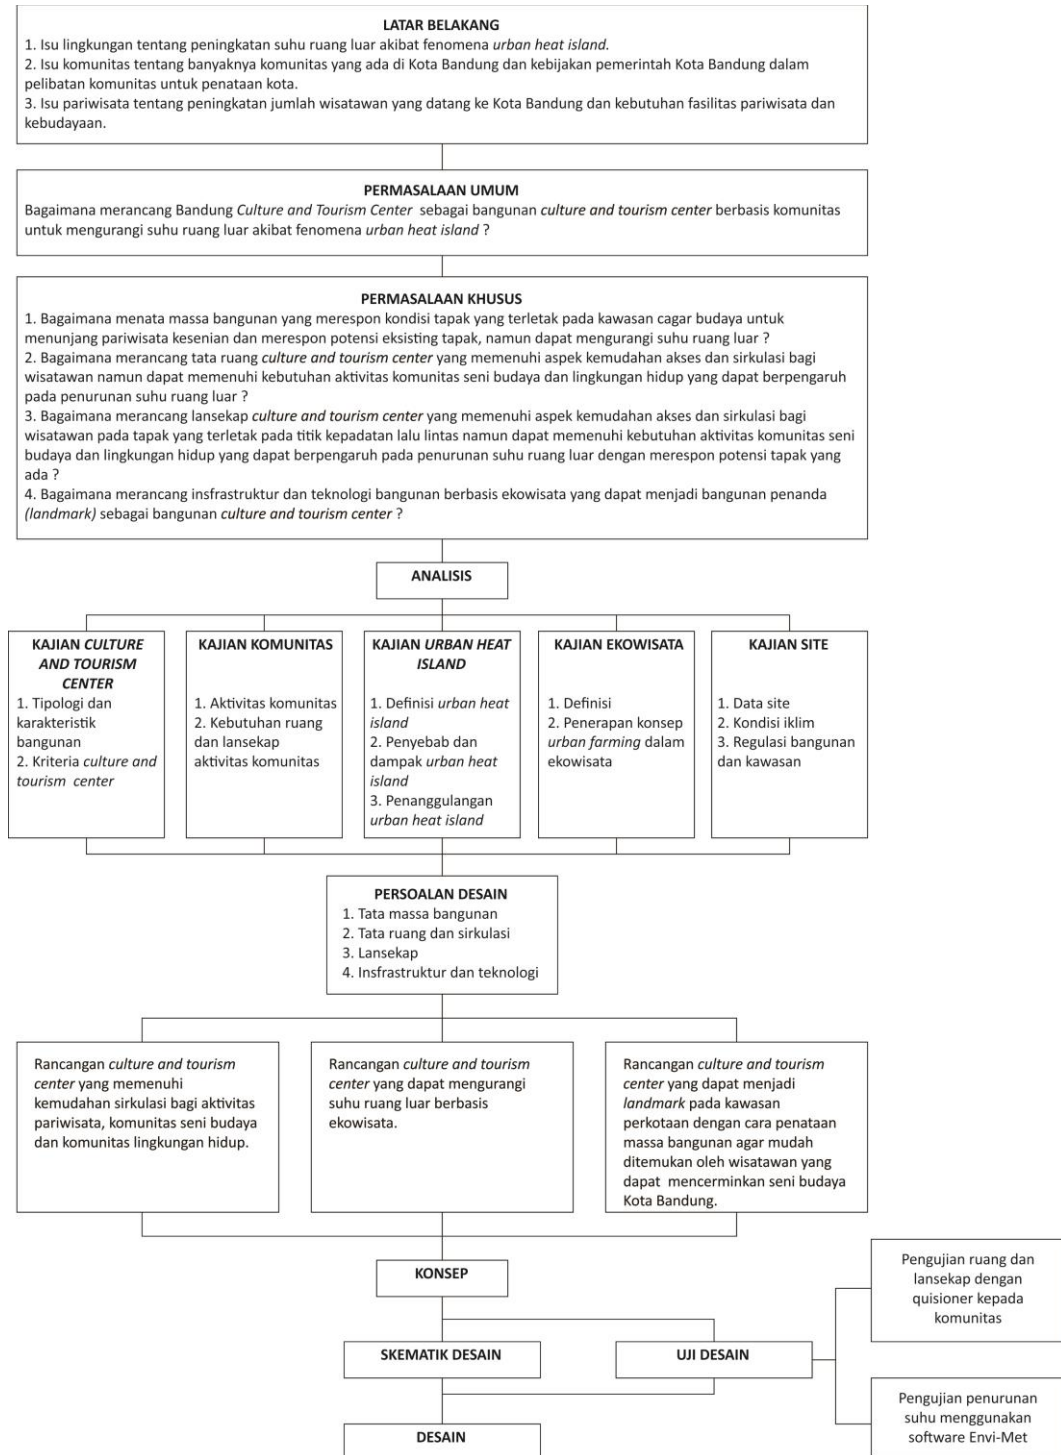 LATAR BELAKANG
1. Isu lingkungan tentang peningkatan suhu ruang luar akibat fenomena urban heat island.
2. Isu komunitas tentang banyaknya komunitas yang ada di Kota Bandung dan kebijakan pemerintah Kota Bandung dalam
pelibatan komunitas untuk penataan kota.
3. Isu pariwisata tentang peningkatan jumlah wisatawan yang datang ke Kota Bandung dan kebutuhan fasilitas pariwisata dan
kebudayaan.
PERMASALAAN UMUM
Bagaimana merancang Bandung Culture and Tourism Center sebagai bangunan culture and tourism center berbasis komunitas
untuk mengurangi suhu ruang luar akibat fenomena urban heat island ?
PERMASALAAN KHUSUS
1. Bagaimana menata massa bangunan yang merespon kondisi tapak yang terletak pada kawasan cagar budaya untuk
menunjang pariwisata kesenian dan merespon potensi eksisting tapak, namun dapat mengurangi suhu ruang luar ?
2. Bagaimana merancang tata ruang culture and tourism center yang memenuhi aspek kemudahan akses dan sirkulasi bagi
wisatawan namun dapat memenuhi kebutuhan aktivitas komunitas seni budaya dan lingkungan hidup yang dapat berpengaruh
pada penurunan suhu ruang luar ?
3. Bagaimana merancang lansekap culture and tourism center yang memenuhi aspek kemudahan akses dan sirkulasi bagi
wisatawan pada tapak yang terletak pada titik kepadatan lalu lintas namun dapat memenuhi kebutuhan aktivitas komunitas seni
budaya dan lingkungan hidup yang dapat berpengaruh pada penurunan suhu ruang luar dengan merespon potensi tapak yang
ada ?
4. Bagaimana merancang insfrastruktur dan teknologi bangunan berbasis ekowisata yang dapat menjadi bangunan penanda
(landmark) sebagai bangunan culture and tourism center ?
ANALISIS
KAJIAN CULTURE
AND TOURISM
CENTER
1. Tipologi dan
karakteristik
bangunan
2. Kriteria culture and
tourism center
KAJIAN KOMUNITAS
1. Aktivitas komunitas
2. Kebutuhan ruang
dan lansekap
aktivitas komunitas
KAJIAN URBAN HEAT
ISLAND
1. Definisi urban heat
island
2. Penyebab dan
dampak urban heat
island
3. Penanggulangan
urban heat island
KAJIAN EKOWISATA
1. Definisi
2. Penerapan konsep
urban farming dalam
ekowisata
KAJIAN SITE
1. Data site
2. Kondisi iklim
3. Regulasi bangunan
dan kawasan
PERSOALAN DESAIN
1. Tata massa bangunan
2. Tata ruang dan sirkulasi
3. Lansekap
4. Insfrastruktur dan teknologi
Rancangan culture and tourism
center yang memenuhi
kemudahan sirkulasi bagi aktivitas
pariwisata, komunitas seni budaya
dan komunitas lingkungan hidup.
Rancangan culture and tourism
center yang dapat mengurangi
suhu ruang luar berbasis
ekowisata.
Rancangan culture and tourism
center yang dapat menjadi
landmark pada kawasan
perkotaan dengan cara penataan
massa bangunan agar mudah
ditemukan oleh wisatawan yang
dapat mencerminkan seni budaya
Kota Bandung.
KONSEP
Pengujian ruang dan
lansekap dengan
quisioner kepada
komunitas
SKEMATIK DESAIN
UJI DESAIN
Pengujian penurunan
suhu menggunakan
software Envi-Met
DESAIN